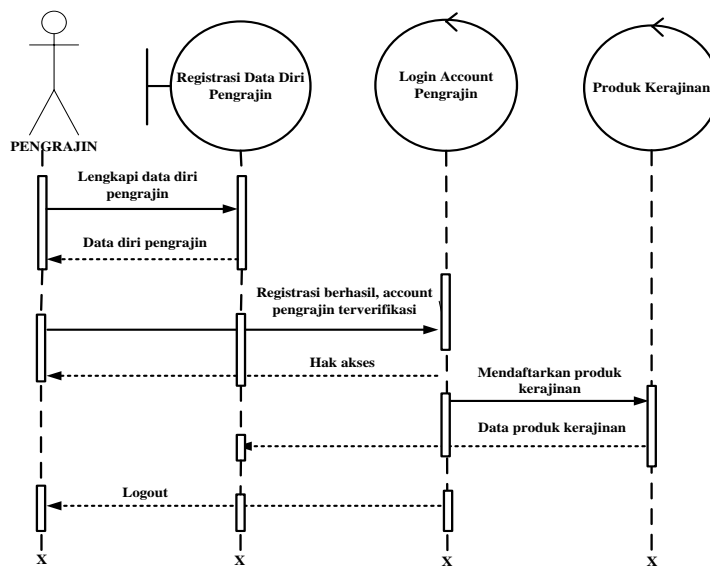 Registrasi Data Diri
Pengrajin
Login Account
Pengrajin
Produk Kerajinan
PENGRAJIN
Lengkapi data diri
pengrajin
Data diri pengrajin
Registrasi berhasil, account
pengrajin terverifikasi
Hak akses
Mendaftarkan produk
kerajinan
Data produk kerajinan
Logout
X
X
X
X